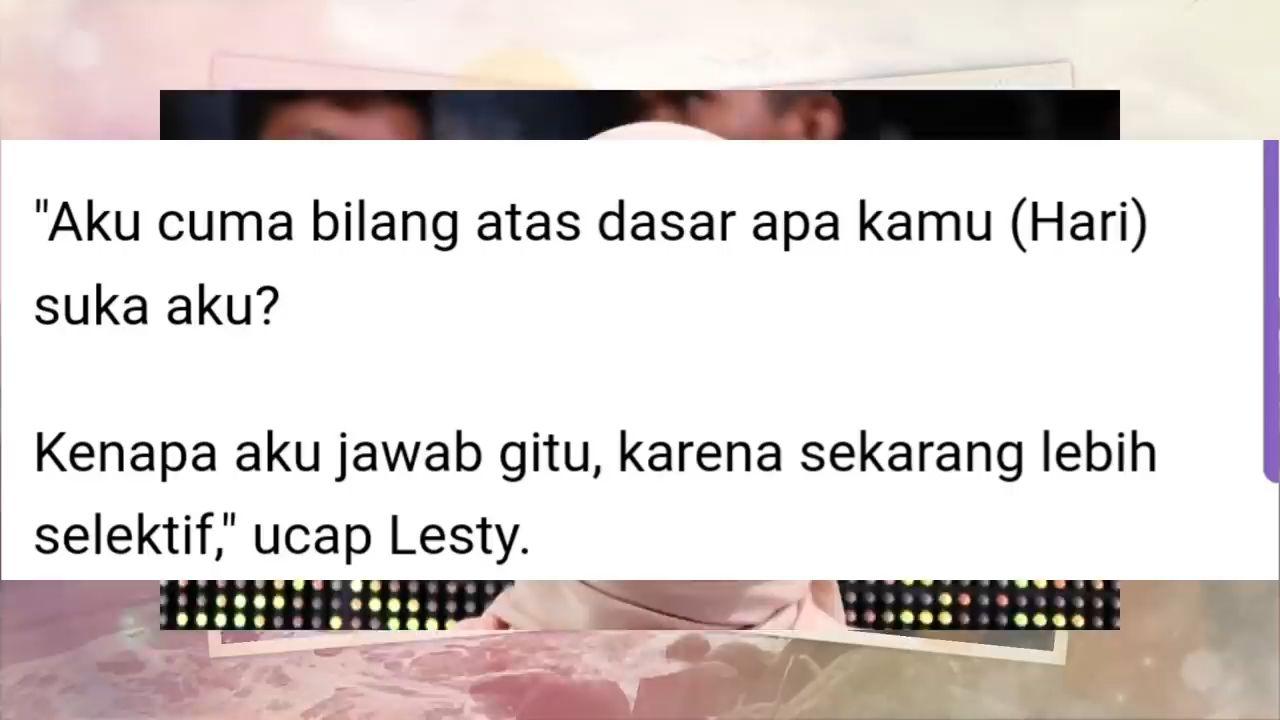 "Aku cuma bilang atas dasar apa kamu (Hari)
suka aku?
Kenapa aku jawab gitu, karena sekarang lebih
selektif," ucap Lesty.